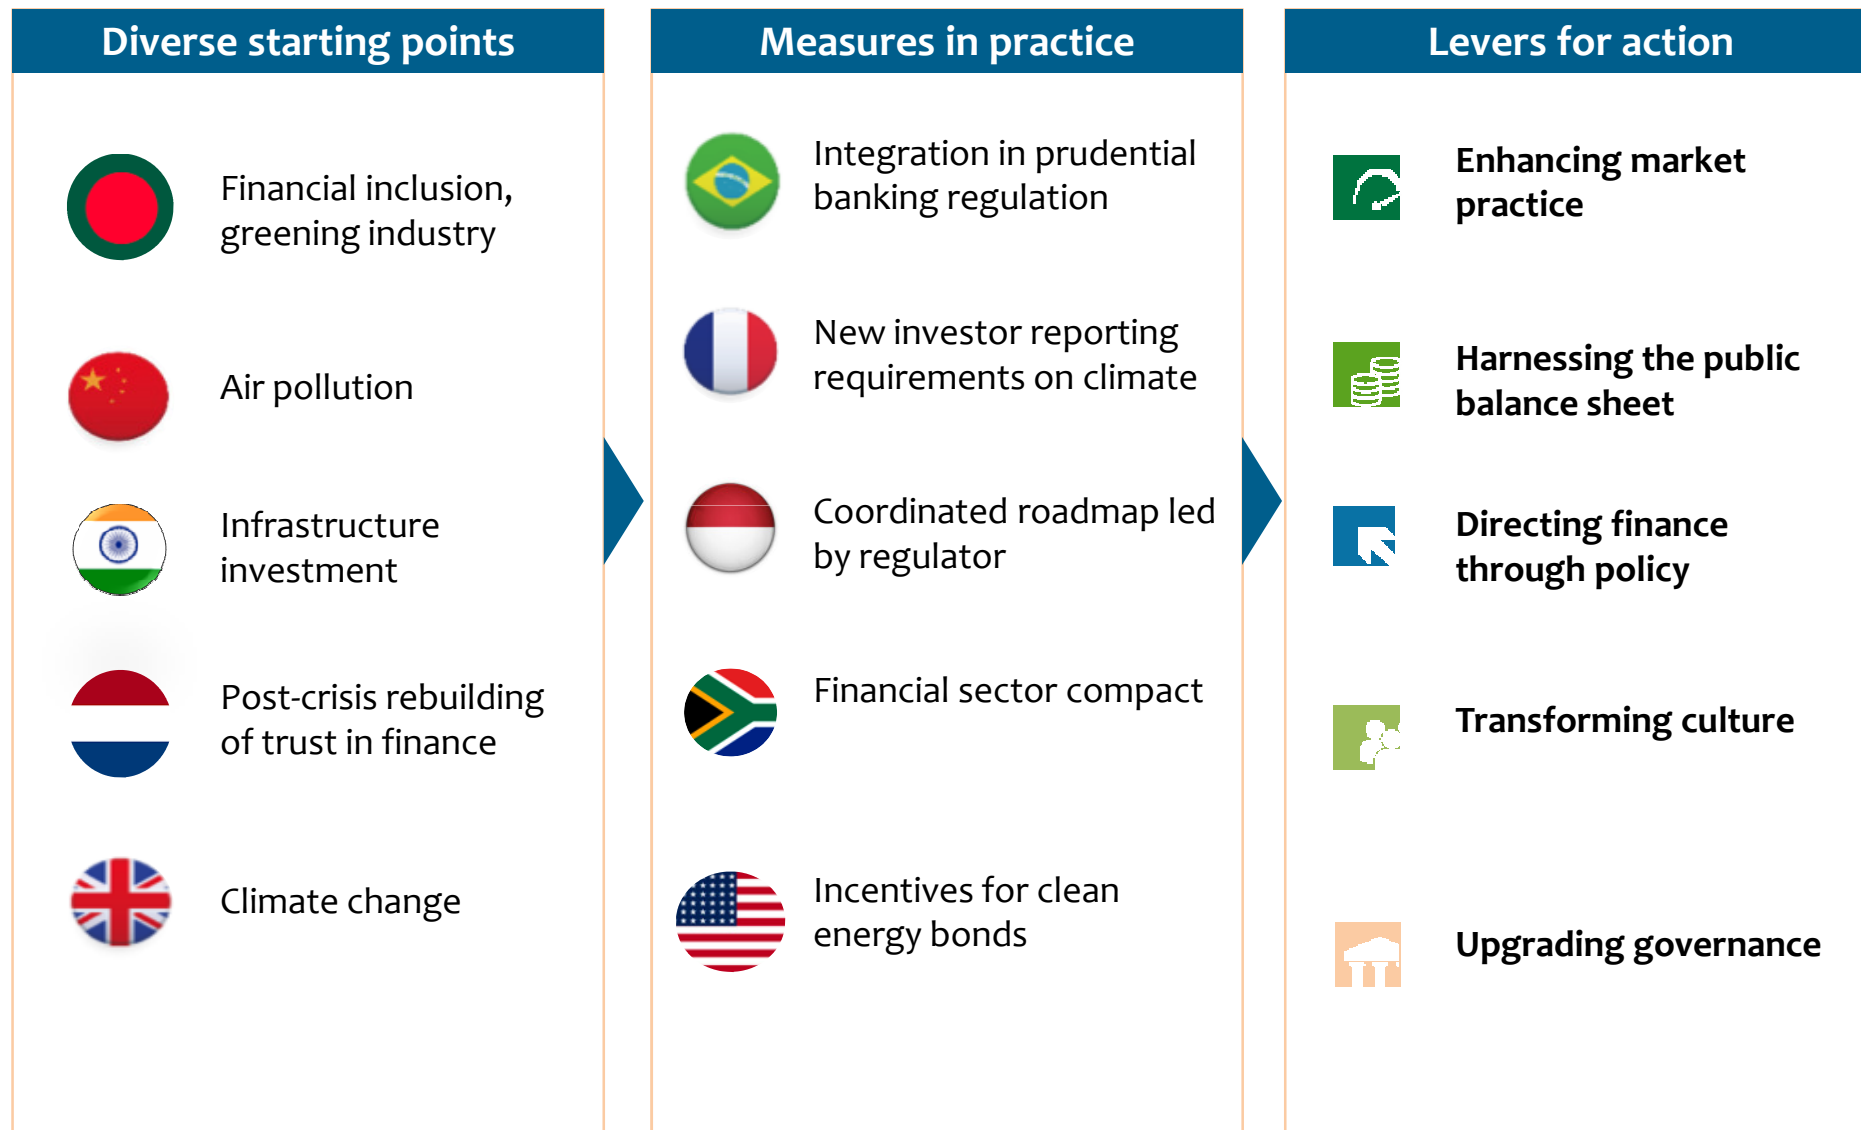 Diverse starting points
Financial inclusion,
greening industry
Air pollution
Infrastructure
investment
Post-crisis rebuilding
of trust in finance
Climate change
Measures in practice
Integration in prudential
banking regulation
New investor reporting
requirements on climate
Coordinated roadmap led
by regulator
Financial sector compact
Incentives for clean
energy bonds
Levers for action
Enhancing market
practice
Harnessing the public
balance sheet
Directing finance
through policy
Transforming culture
Upgrading governance